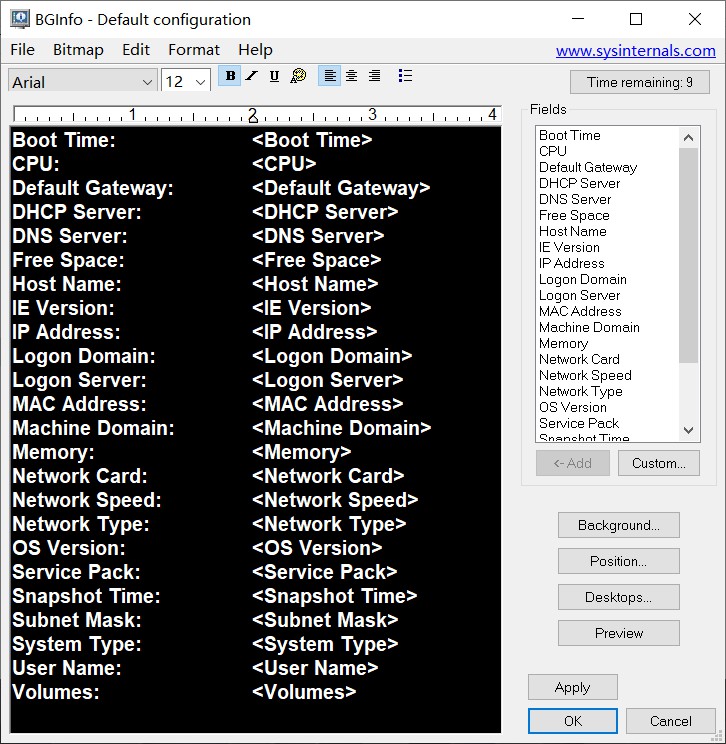 BGInfo - Default configuration
File Bitmap Edit Format Help www.sysinternals.com
Arial 12 B I U Time remaining: 9
1 2 3 4
Boot Time: <Boot Time>
CPU: <CPU>
Default Gateway: <Default Gateway>
DHCP Server: <DHCP Server>
DNS Server: <DNS Server>
Free Space: <Free Space>
Host Name: <Host Name>
IE Version: <IE Version>
IP Address: <IP Address>
Logon Domain: <Logon Domain>
Logon Server: <Logon Server>
MAC Address: <MAC Address>
Machine Domain: <Machine Domain>
Memory: <Memory>
Network Card: <Network Card>
Network Speed: <Network Speed>
Network Type: <Network Type>
OS Version: <OS Version>
Service Pack: <Service Pack>
Snapshot Time: <Snapshot Time>
Subnet Mask: <Subnet Mask>
System Type: <System Type>
User Name: <User Name>
Volumes: <Volumes>
Fields
Boot Time
CPU
Default Gateway
DHCP Server
DNS Server
Free Space
Host Name
IE Version
IP Address
Logon Domain
Logon Server
MAC Address
Machine Domain
Memory
Network Card
Network Speed
Network Type
OS Version
Service Pack
Snapshot Time
<- Add Custom...
Background...
Position...
Desktops...
Preview
Apply
OK Cancel